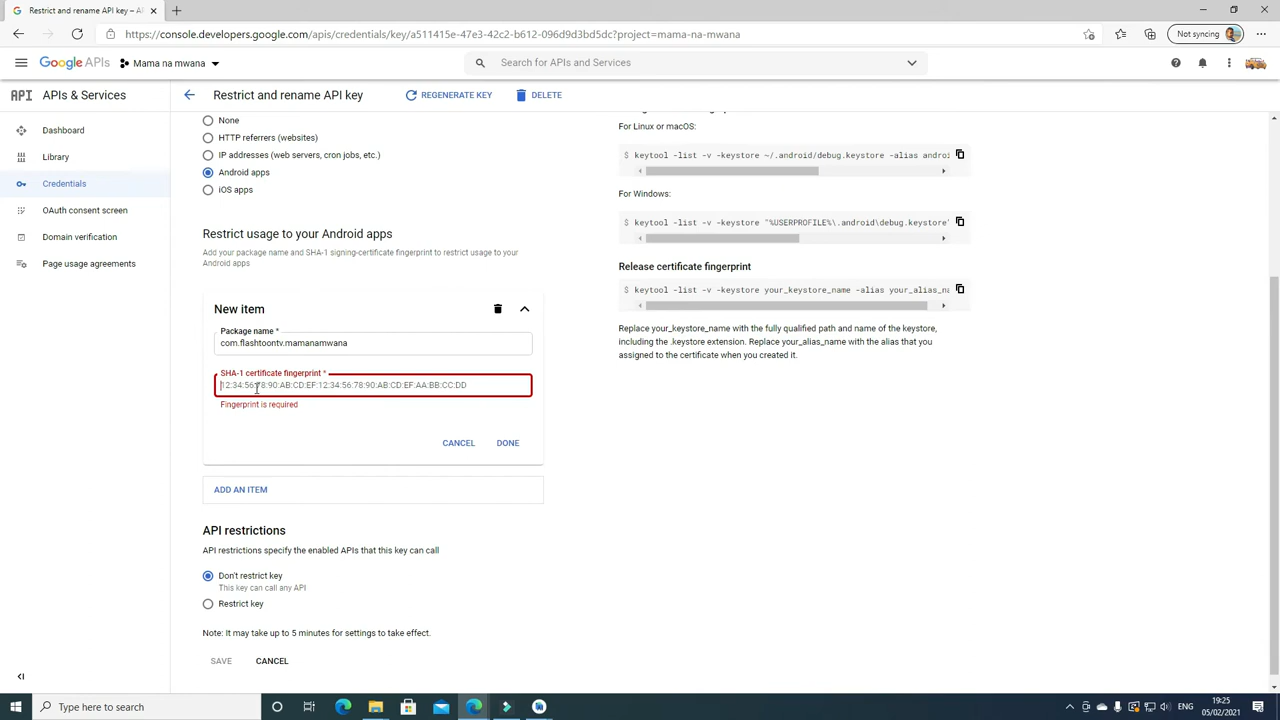 Restrict and rename API key – A
https://console.developers.google.com/apis/credentials/key/a511415e-47e3-42c2-b612-096d9d3bd5dc?project=mama-na-mwana
Not syncing
Google APIs
Mama na mwana
Search for APIs and Services
API APIs & Services
Restrict and rename API key
REGENERATE KEY
DELETE
Dashboard
Library
Credentials
OAuth consent screen
Domain verification
Page usage agreements
None
HTTP referrers (websites)
IP addresses (web servers, cron jobs, etc.)
Android apps
iOS apps
Restrict usage to your Android apps
Add your package name and SHA-1 signing-certificate fingerprint to restrict usage to your
Android apps
New item
Package name *
com.flashtoontv.mamanamwana
SHA-1 certificate fingerprint *
12:34:56:78:90:AB:CD:EF:12:34:56:78:90:AB:CD:EF:AA:BB:CC:DD
Fingerprint is required
CANCEL
DONE
ADD AN ITEM
API restrictions
API restrictions specify the enabled APIs that this key can call
Don't restrict key
This key can call any API
Restrict key
Note: It may take up to 5 minutes for settings to take effect.
SAVE
CANCEL
For Linux or macOS:
$ keytool -list -v -keystore ~/.android/debug.keystore -alias androi
For Windows:
$ keytool -list -v -keystore "%USERPROFILE%\.android\debug.keystore"
Release certificate fingerprint
$ keytool -list -v -keystore your_keystore_name -alias your_alias_na
Replace your_keystore_name with the fully qualified path and name of the keystore,
including the .keystore extension. Replace your_alias_name with the alias that you
assigned to the certificate when you created it.
Type here to search
ENG
19:25
05/02/2021